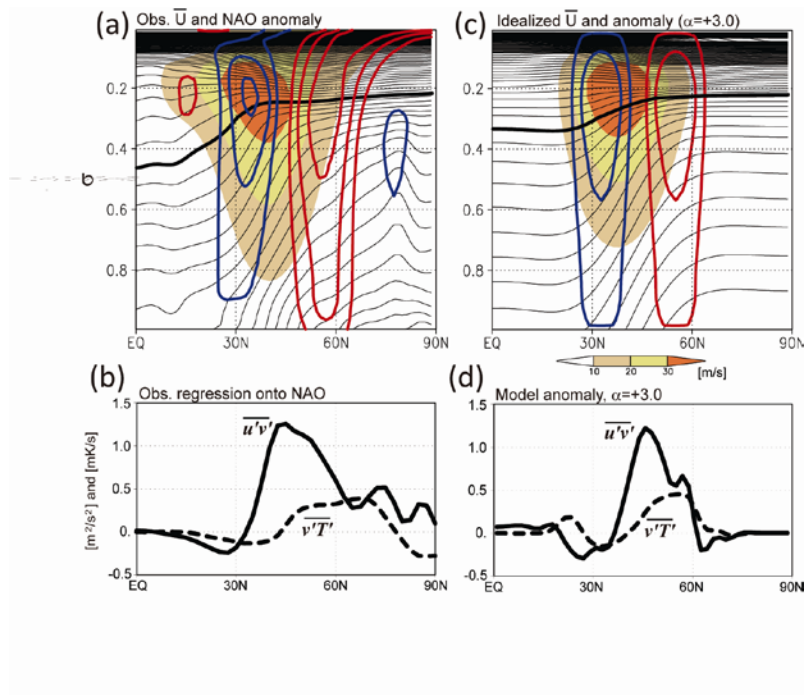 (a) Obs. U̅ and NAO anomaly
0.2
0.4
σ
0.6
0.8
EQ 30N 60N 90N
(c) Idealized U̅ and anomaly (α=+3.0)
0.2
0.4
0.6
0.8
EQ 30N 60N 90N
10 20 30 [m/s]
(b) Obs. regression onto NAO
[m²/s²] and [mK/s]
1.5
1.0
0.5
0.0
-0.5
u'v'
v'T'
EQ 30N 60N 90N
(d) Model anomaly, α=+3.0
1.5
1.0
0.5
0.0
-0.5
u'v'
v'T'
EQ 30N 60N 90N